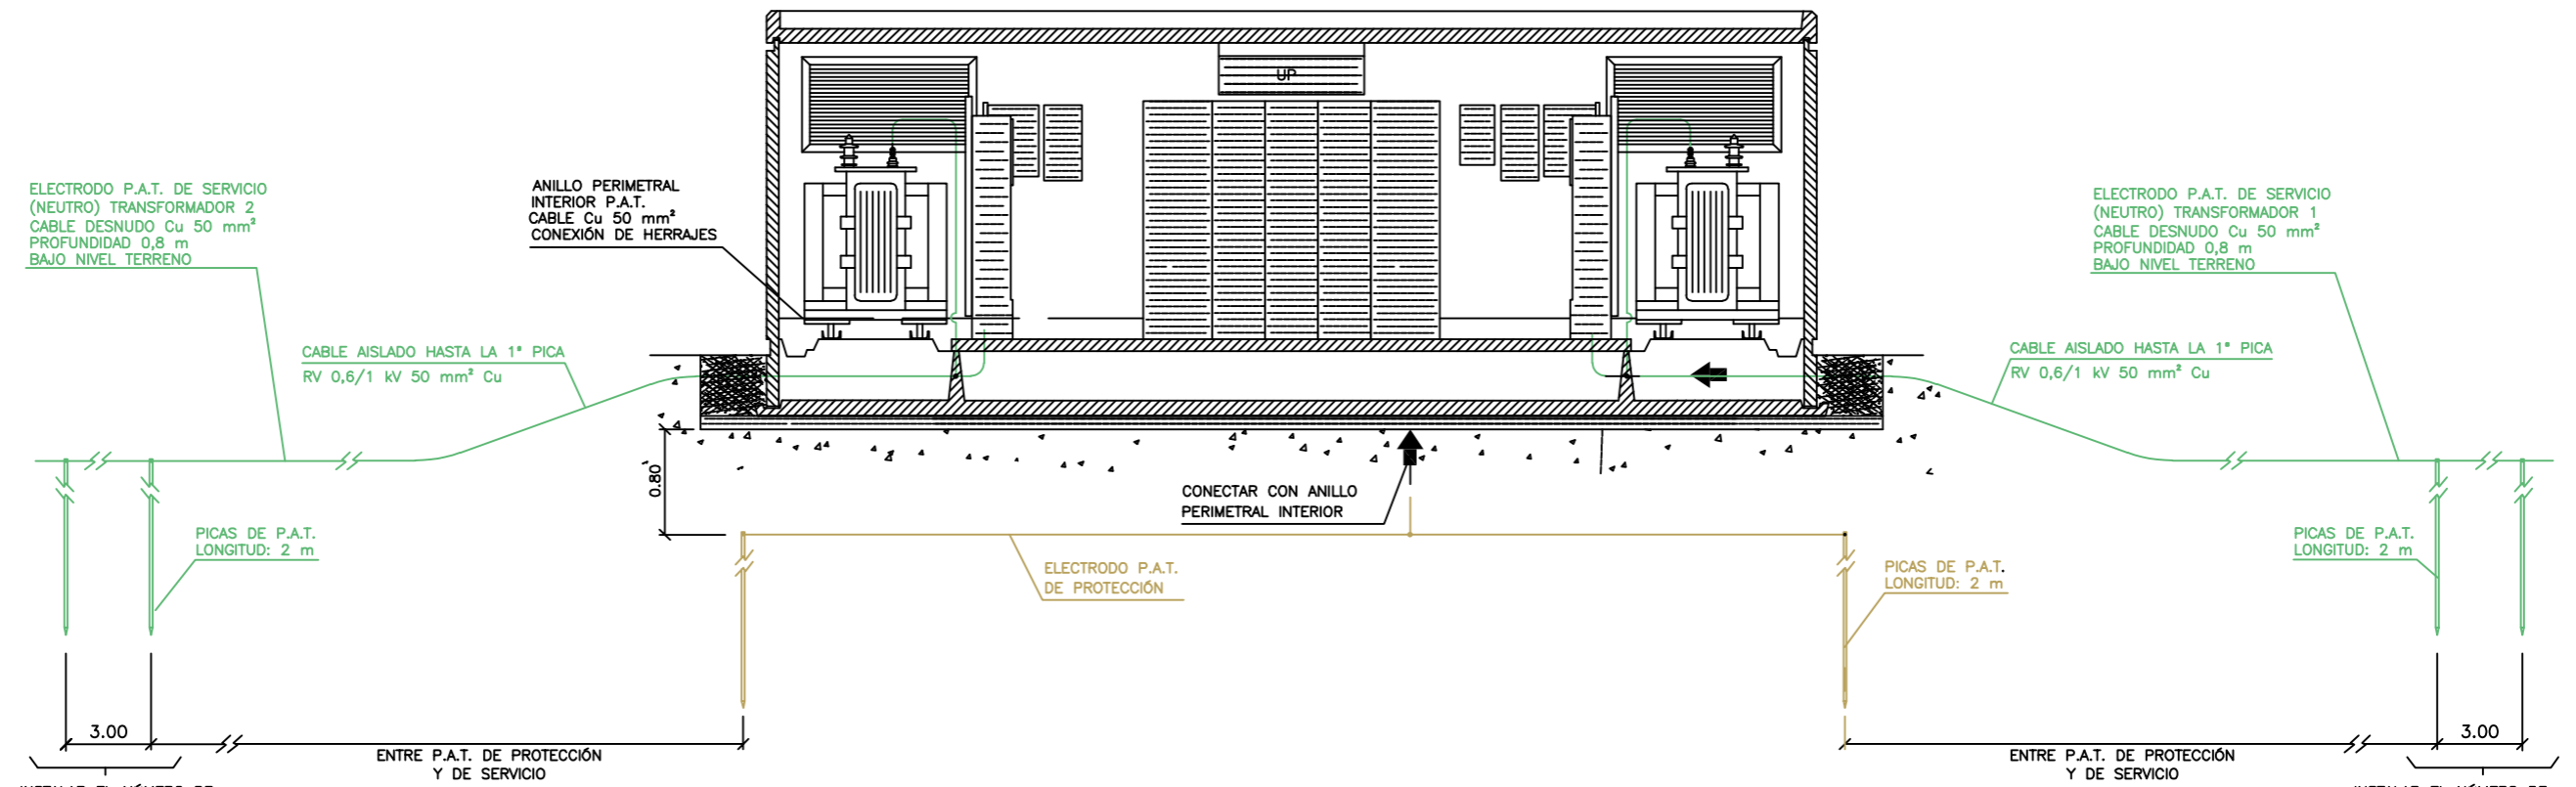 UP
ELECTRODO P.A.T. DE SERVICIO
(NEUTRO) TRANSFORMADOR 2
CABLE DESNUDO Cu 50 mm²
PROFUNDIDAD 0,8 m
BAJO NIVEL TERRENO
ANILLO PERIMETRAL
INTERIOR P.A.T.
CABLE Cu 50 mm²
CONEXIÓN DE HERRAJES
ELECTRODO P.A.T. DE SERVICIO
(NEUTRO) TRANSFORMADOR 1
CABLE DESNUDO Cu 50 mm²
PROFUNDIDAD 0,8 m
BAJO NIVEL TERRENO
CABLE AISLADO HASTA LA 1ª PICA
RV 0.6/1 kV 50 mm² Cu
CABLE AISLADO HASTA LA 1ª PICA
RV 0,6/1 kV 50 mm² Cu
0.80
CONECTAR CON ANILLO
PERIMETRAL INTERIOR
PICAS DE P.A.T.
LONGITUD: 2 m
ELECTRODO P.A.T.
DE PROTECCIÓN
PICAS DE P.A.T.
LONGITUD: 2 m
PICAS DE P.A.T.
LONGITUD: 2 m
3.00
ENTRE P.A.T. DE PROTECCIÓN
Y DE SERVICIO
ENTRE P.A.T. DE PROTECCIÓN
Y DE SERVICIO
3.00